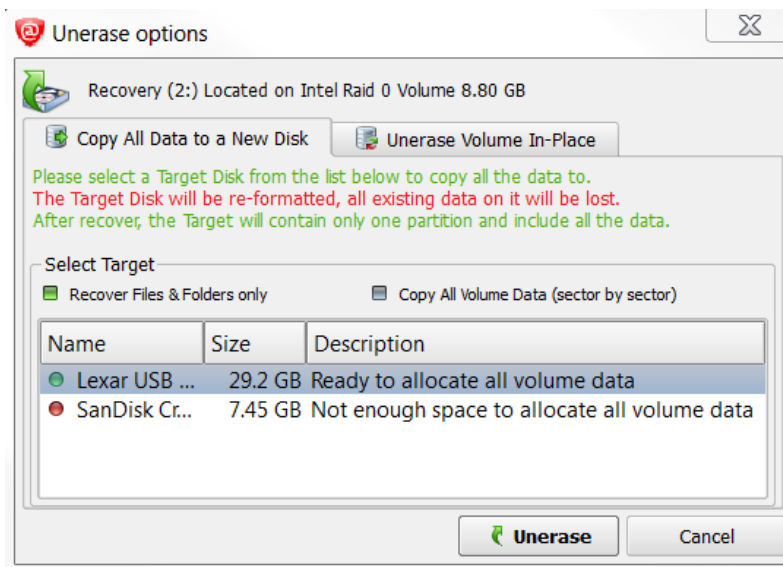 Unerase options
Recovery (2:) Located on Intel Raid 0 Volume 8.80 GB
Copy All Data to a New Disk Unerase Volume In-Place
Please select a Target Disk from the list below to copy all the data to.
The Target Disk will be re-formatted, all existing data on it will be lost.
After recover, the Target will contain only one partition and include all the data.
Select Target
Recover Files & Folders only Copy All Volume Data (sector by sector)
Name Size Description
Lexar USB ... 29.2 GB Ready to allocate all volume data
SanDisk Cr... 7.45 GB Not enough space to allocate all volume data
Unerase Cancel